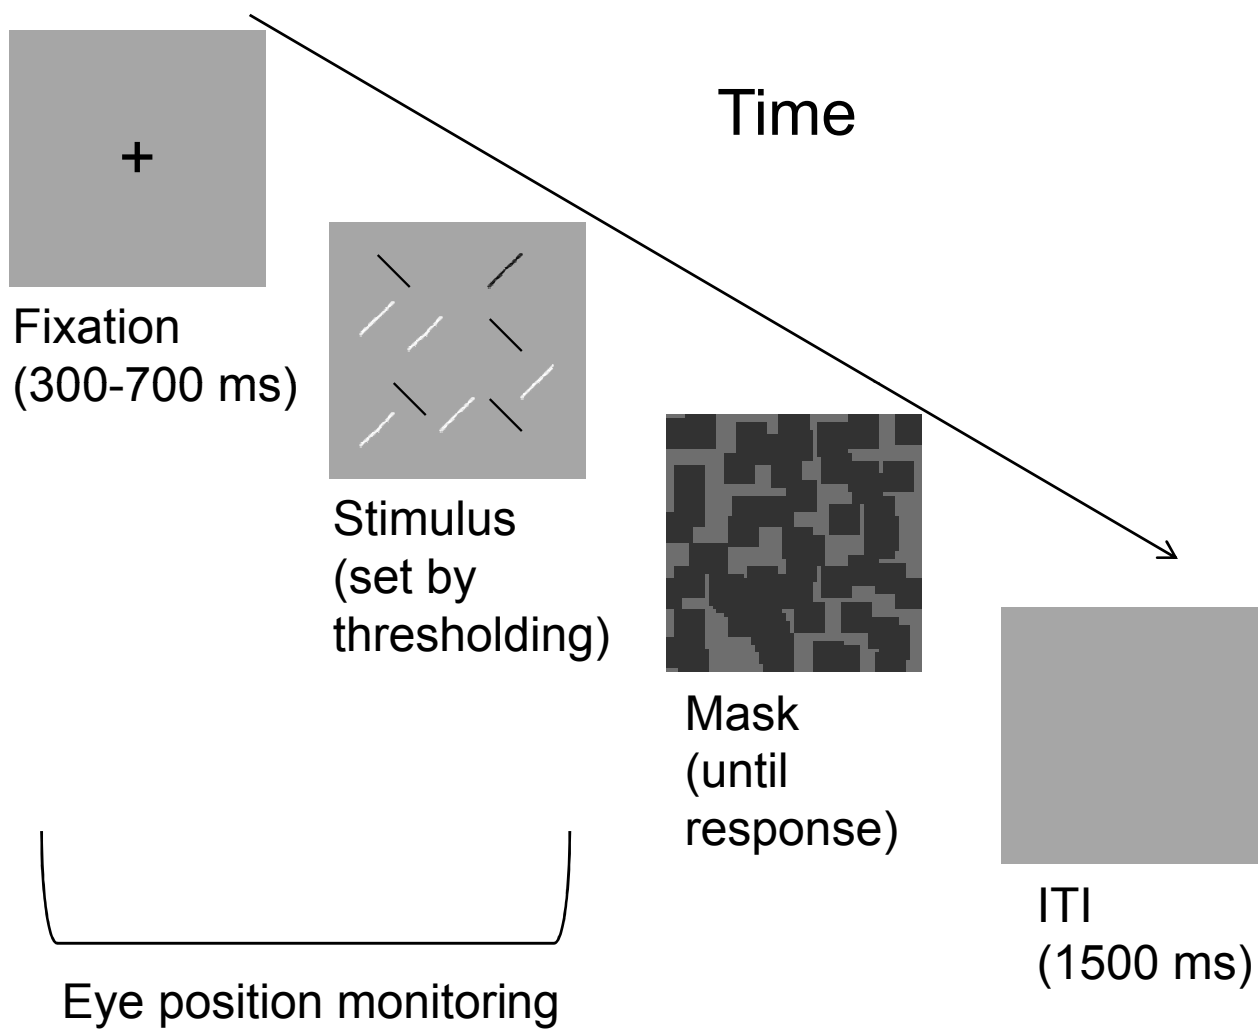 Time
Fixation
(300-700 ms)
Stimulus
(set by
thresholding)
Mask
(until
response)
ITI
(1500 ms)
Eye position monitoring